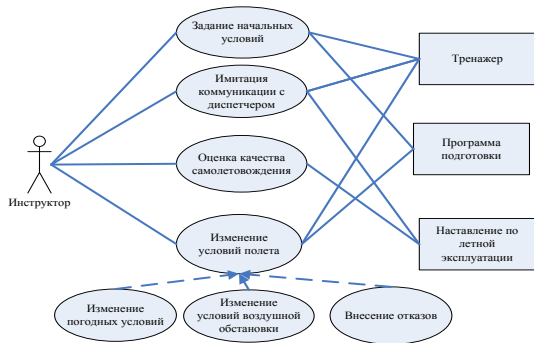 Задание начальных
условий
Тренажер
Имитация
коммуникации с
диспетчером
Программа
подготовки
Оценка качества
самолетовождения
Инструктор
Изменение
условий полета
Наставление по
летной
эксплуатации
Изменение
погодных условий
Изменение
условий воздушной
обстановки
Внесение отказов